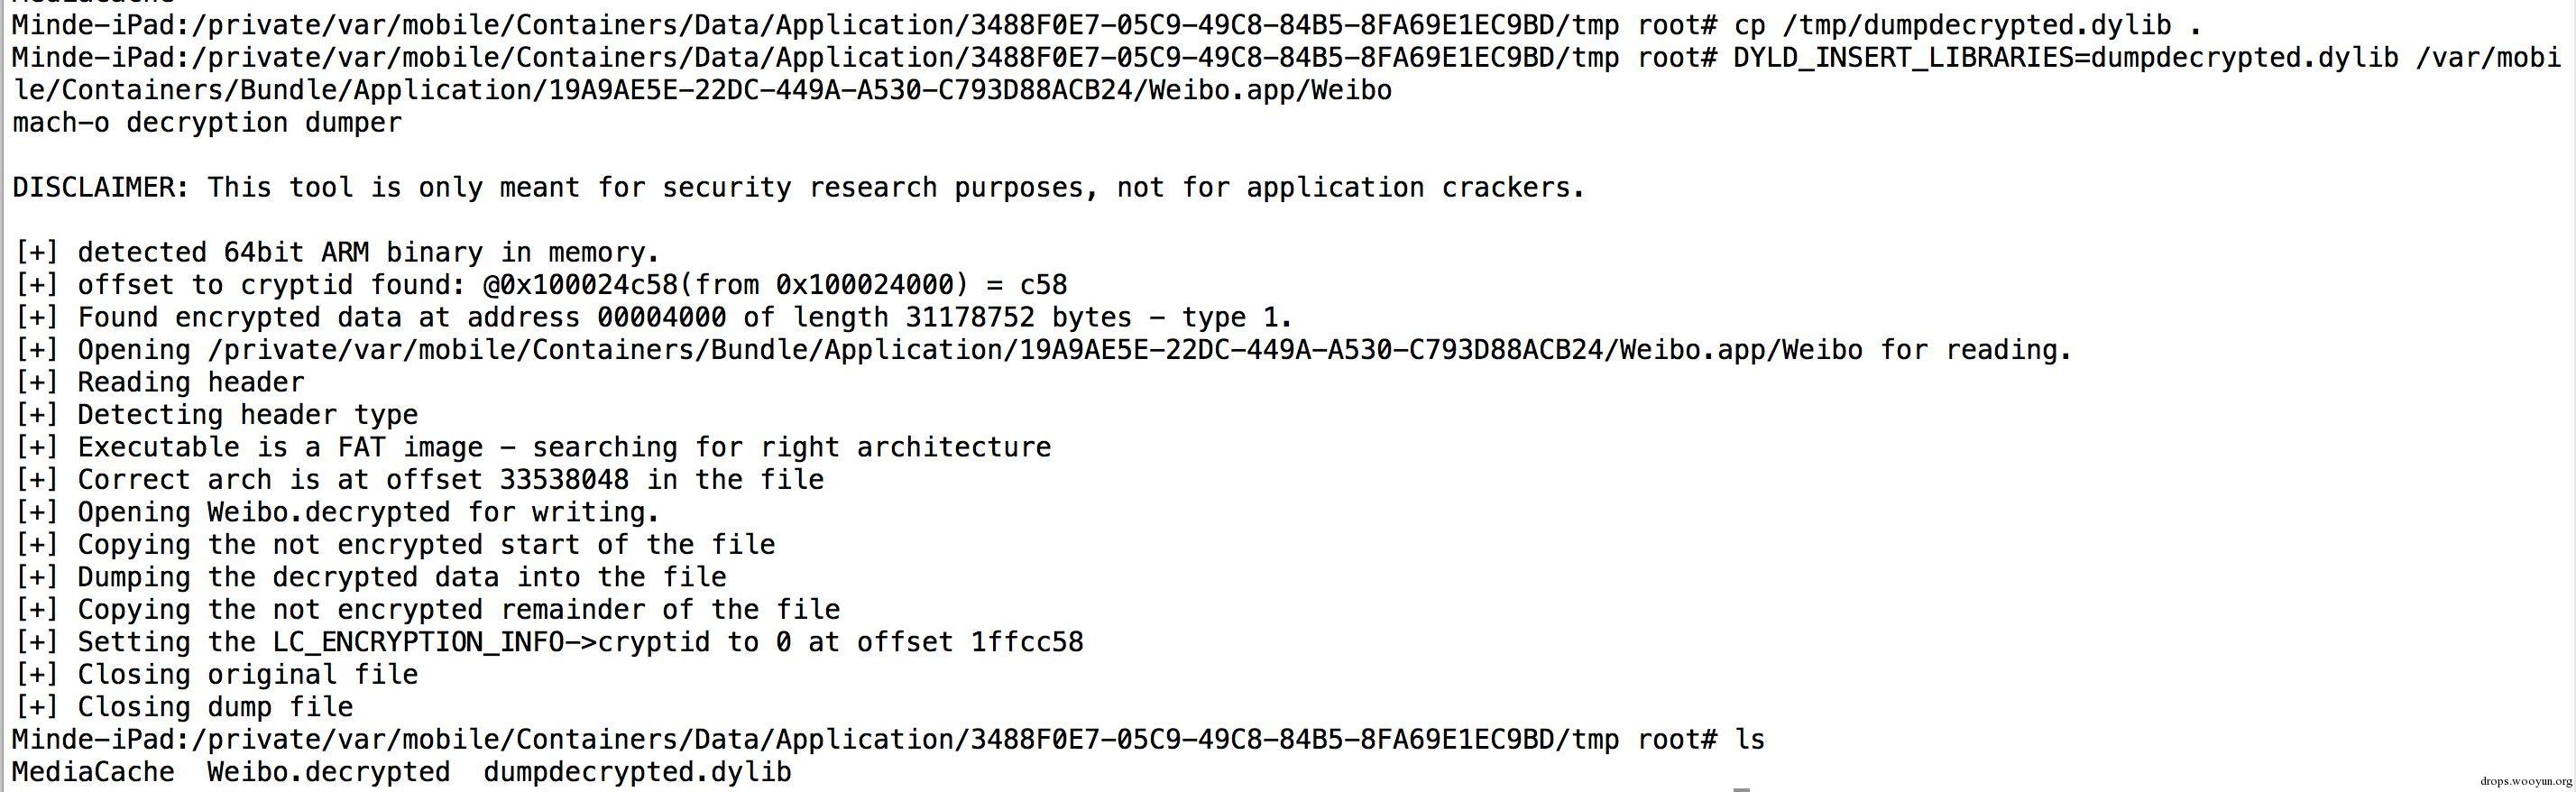 Minde-iPad:/private/var/mobile/Containers/Data/Application/3488F0E7-05C9-49C8-84B5-8FA69E1EC9BD/tmp root# cp /tmp/dumpdecrypted.dylib .
Minde-iPad:/private/var/mobile/Containers/Data/Application/3488F0E7-05C9-49C8-84B5-8FA69E1EC9BD/tmp root# DYLD_INSERT_LIBRARIES=dumpdecrypted.dylib /var/mobi
le/Containers/Bundle/Application/19A9AE5E-22DC-449A-A530-C793D88ACB24/Weibo.app/Weibo
mach-o decryption dumper
DISCLAIMER: This tool is only meant for security research purposes, not for application crackers.
[+] detected 64bit ARM binary in memory.
[+] offset to cryptid found: @0x100024c58(from 0x100024000) = c58
[+] Found encrypted data at address 00004000 of length 31178752 bytes - type 1.
[+] Opening /private/var/mobile/Containers/Bundle/Application/19A9AE5E-22DC-449A-A530-C793D88ACB24/Weibo.app/Weibo for reading.
[+] Reading header
[+] Detecting header type
[+] Executable is a FAT image - searching for right architecture
[+] Correct arch is at offset 33538048 in the file
[+] Opening Weibo.decrypted for writing.
[+] Copying the not encrypted start of the file
[+] Dumping the decrypted data into the file
[+] Copying the not encrypted remainder of the file
[+] Setting the LC_ENCRYPTION_INFO->cryptid to 0 at offset 1ffcc58
[+] Closing original file
[+] Closing dump file
Minde-iPad:/private/var/mobile/Containers/Data/Application/3488F0E7-05C9-49C8-84B5-8FA69E1EC9BD/tmp root# ls
MediaCache  Weibo.decrypted  dumpdecrypted.dylib
drops.wooyun.org